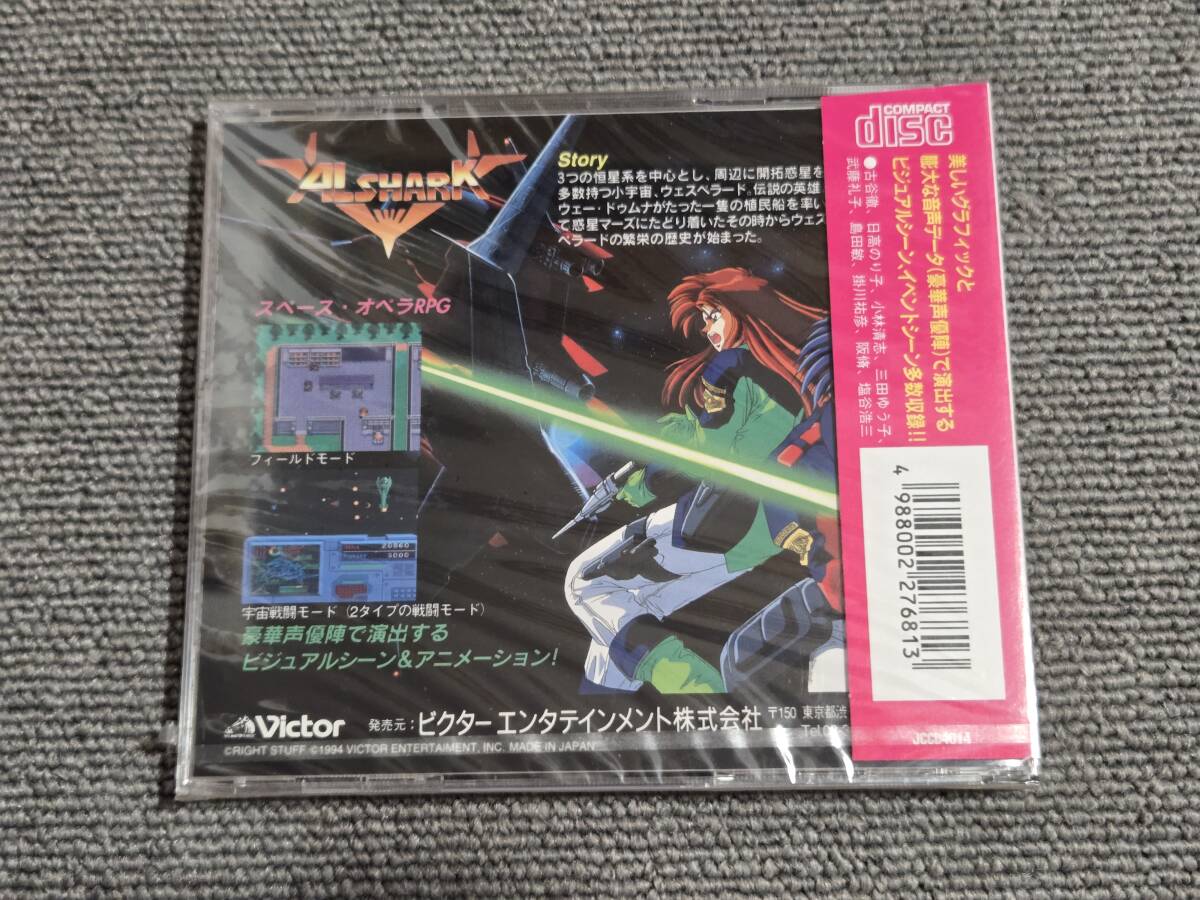 ALSHARK
Story
3つの恒星系を中心とし、周辺に開拓惑星を
多数持つ小宇宙、ウェスペラード。伝説の英雄
ウェー・ドゥムナがたった一隻の植民船を率い
て惑星マーズにたどり着いたその時からウェス
ペラードの繁栄の歴史が始まった。
スペース・オペラRPG
フィールドモード
20860
5000
宇宙戦闘モード(2タイプの戦闘モード)
豪華声優陣で演出する
ビジュアルシーン&アニメーション!
Victor
発売元:ビクター エンタテインメント株式会社
〒150 東京都渋
Tel.03-
©RIGHT STUFF ©1994 VICTOR ENTERTAIMENT, INC. MADE IN JAPAN
COMPACT
disc
美しいグラフィックと
膨大な音声データ(豪華声優陣)で演出する
ビジュアルシーン、イベントシーン多数収録!!
●古谷徹、日高のり子、小林清志、三田ゆう子、
武藤礼子、島田敏、掛川祐彦、阪脩、塩谷浩三
4 988002 276813
JCCD4014